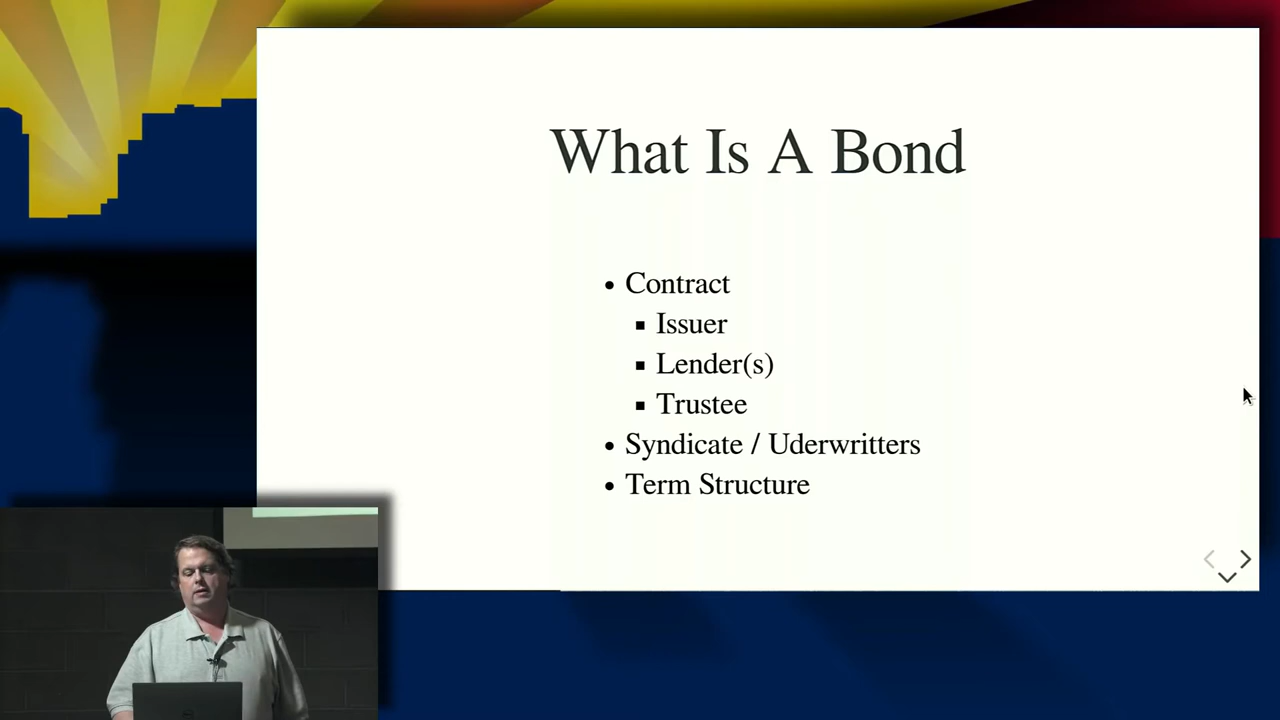 What Is A Bond
• Contract
▪ Issuer
▪ Lender(s)
▪ Trustee
• Syndicate / Uderwritters
• Term Structure